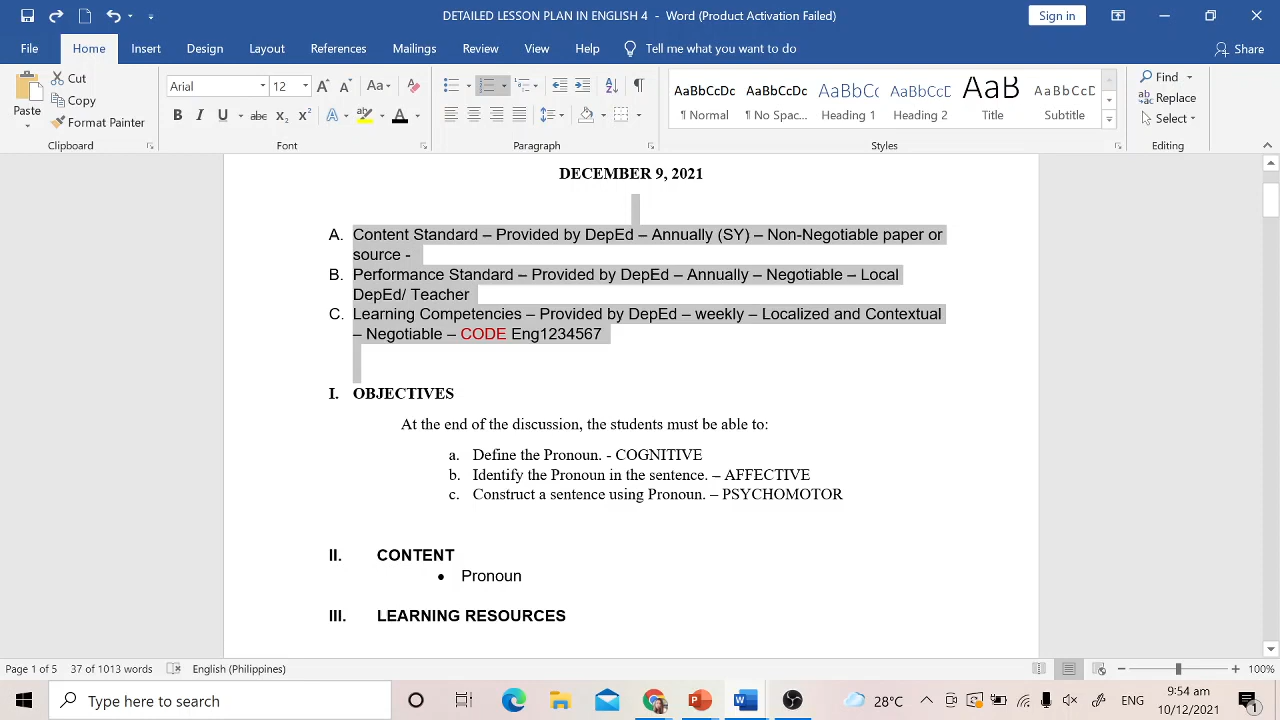 DETAILED LESSON PLAN IN ENGLISH 4 - Word (Product Activation Failed)
Sign in
File Home Insert Design Layout References Mailings Review View Help Tell me what you want to do Share
Paste
Cut
Copy
Format Painter
Clipboard
Arial 12
Font
Paragraph
AaBbCcDc AaBbCcDc AaBbCc AaBbCcD AaB AaBbCcD
¶ Normal ¶ No Spac... Heading 1 Heading 2 Title Subtitle
Styles
Find
Replace
Select
Editing
DECEMBER 9, 2021
A. Content Standard – Provided by DepEd – Annually (SY) – Non-Negotiable paper or
source -
B. Performance Standard – Provided by DepEd – Annually – Negotiable – Local
DepEd/ Teacher
C. Learning Competencies – Provided by DepEd – weekly – Localized and Contextual
– Negotiable – CODE Eng1234567
I. OBJECTIVES
At the end of the discussion, the students must be able to:
a. Define the Pronoun. - COGNITIVE
b. Identify the Pronoun in the sentence. – AFFECTIVE
c. Construct a sentence using Pronoun. – PSYCHOMOTOR
II. CONTENT
• Pronoun
III. LEARNING RESOURCES
Page 1 of 5 37 of 1013 words English (Philippines) 100%
Type here to search
28°C
ENG
9:54 am
10/12/2021